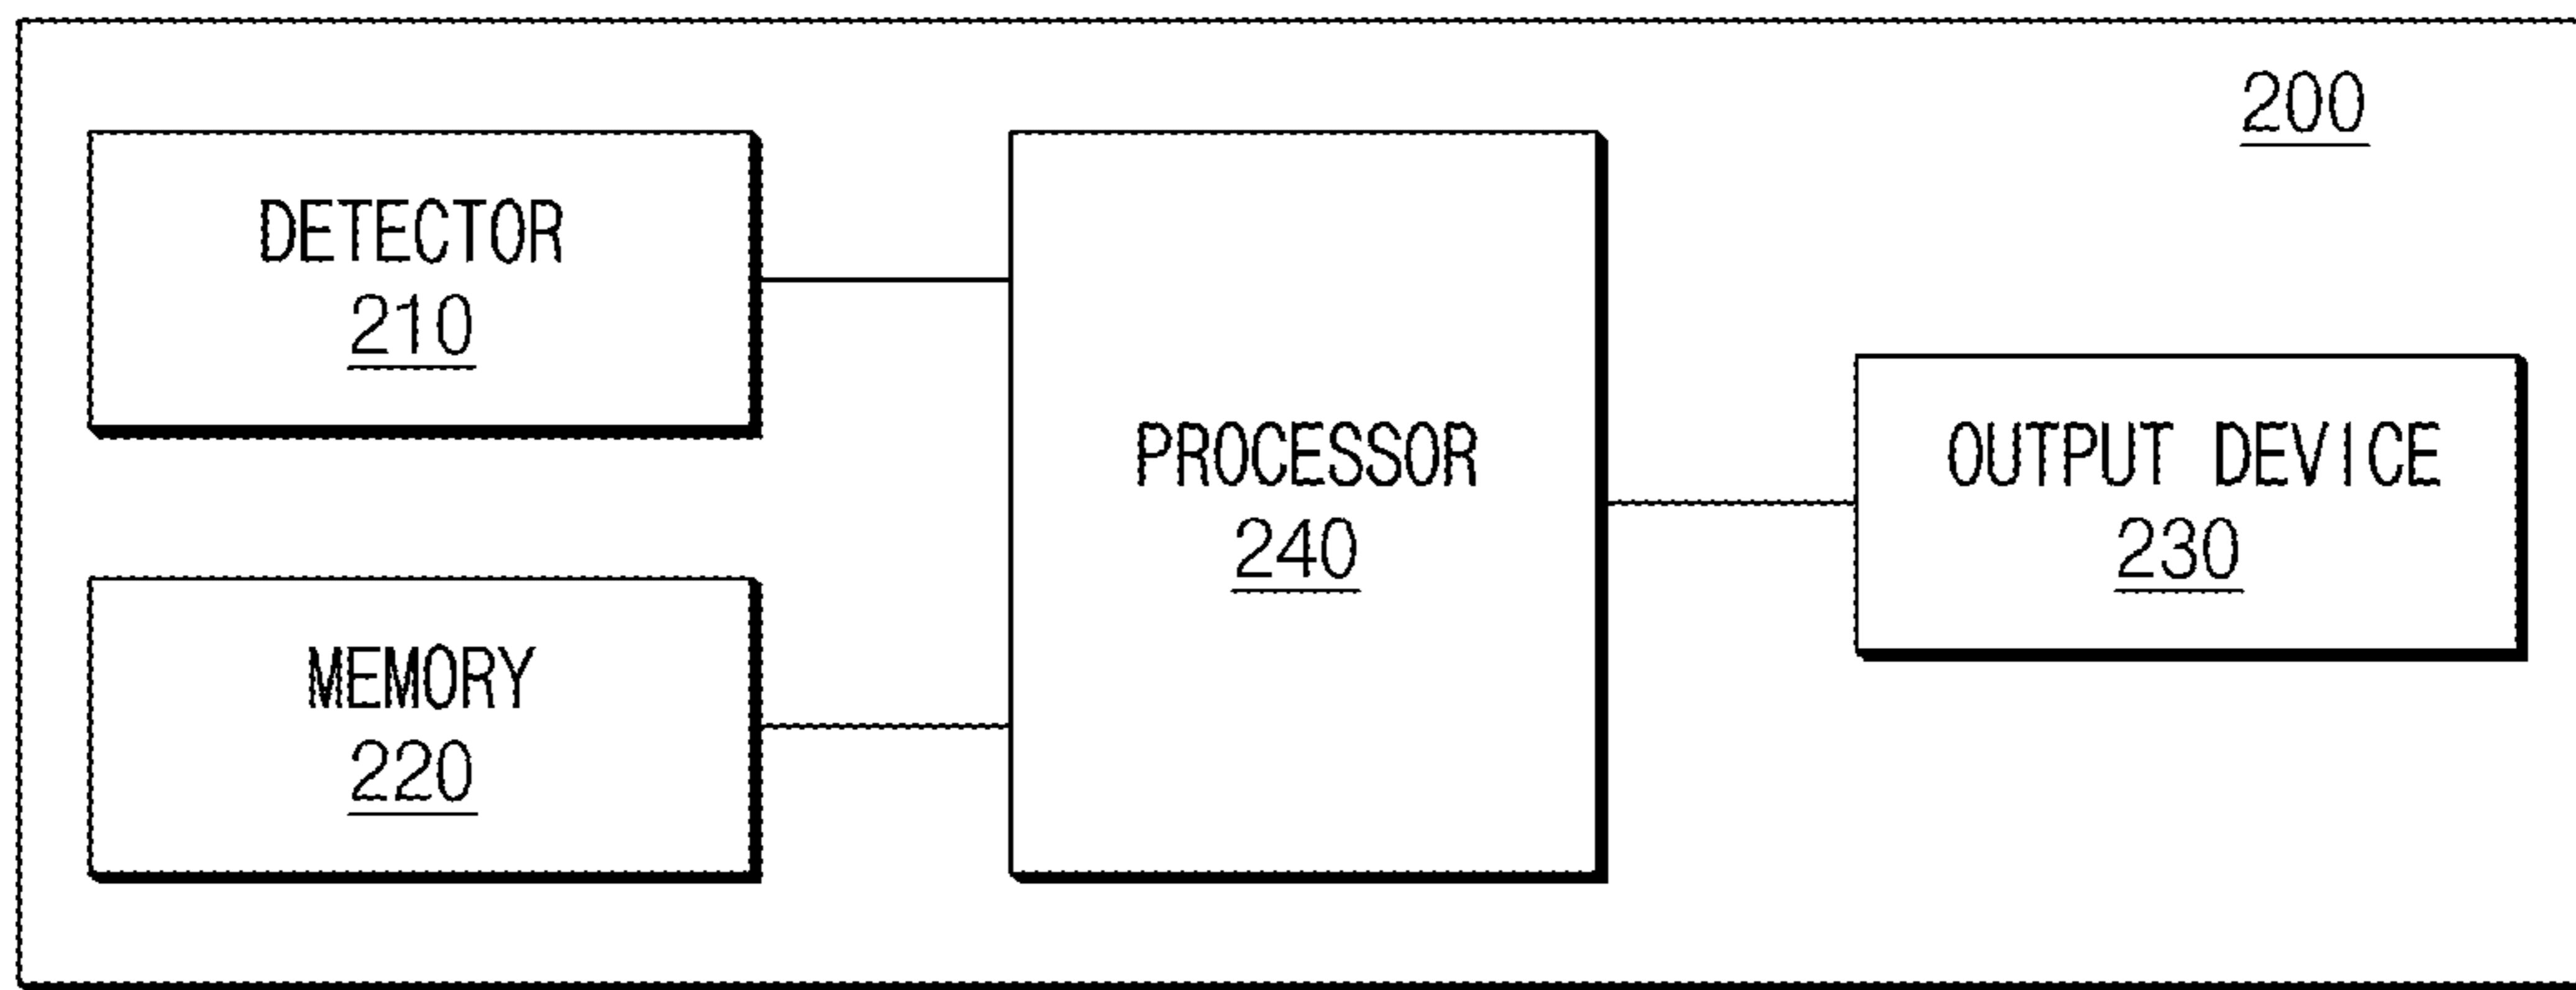 200
DETECTOR
210
PROCESSOR
240
OUTPUT DEVICE
230
MEMORY
220